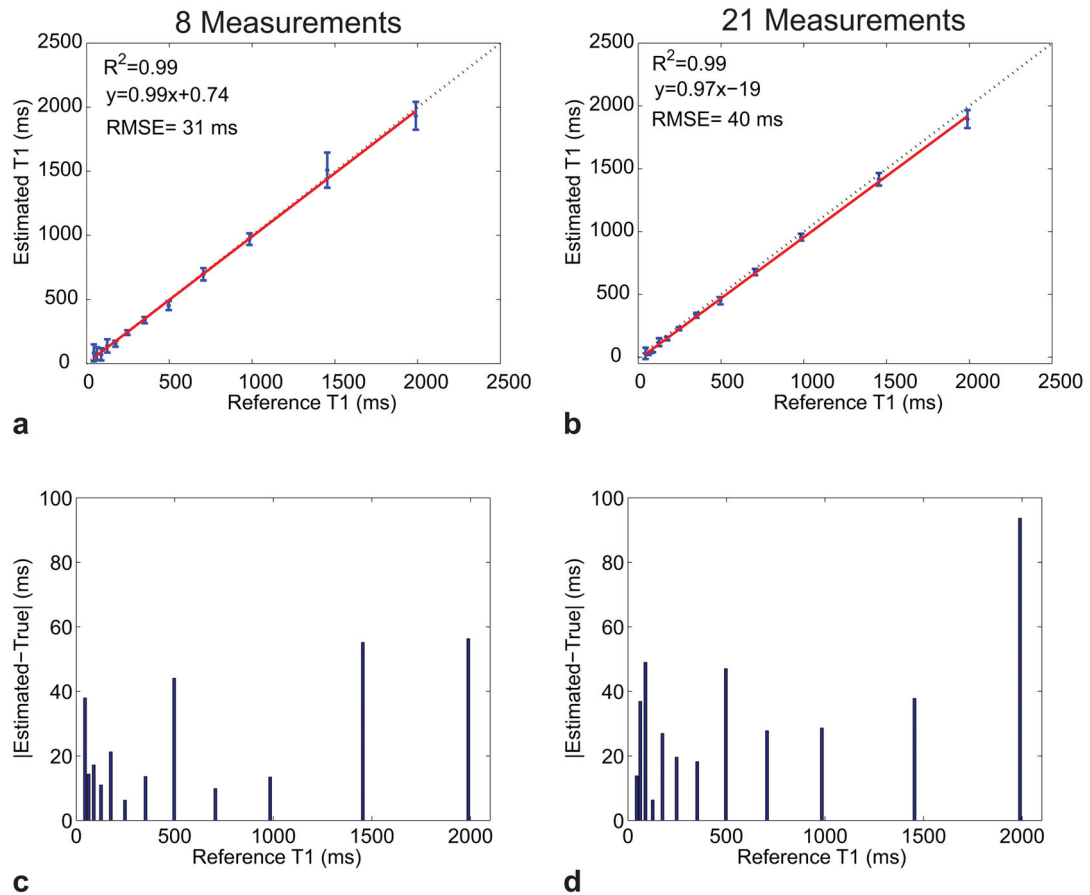 8 Measurements
2500
2000
1500
1000
500
0
Estimated T1 (ms)
R²=0.99
y=0.99x+0.74
RMSE= 31 ms
0 500 1000 1500 2000 2500
Reference T1 (ms)
a
21 Measurements
2500
2000
1500
1000
500
0
Estimated T1 (ms)
R²=0.99
y=0.97x−19
RMSE= 40 ms
0 500 1000 1500 2000 2500
Reference T1 (ms)
b
100
80
60
40
20
0
|Estimated−True| (ms)
0 500 1000 1500 2000
Reference T1 (ms)
c
100
80
60
40
20
0
|Estimated−True| (ms)
0 500 1000 1500 2000
Reference T1 (ms)
d